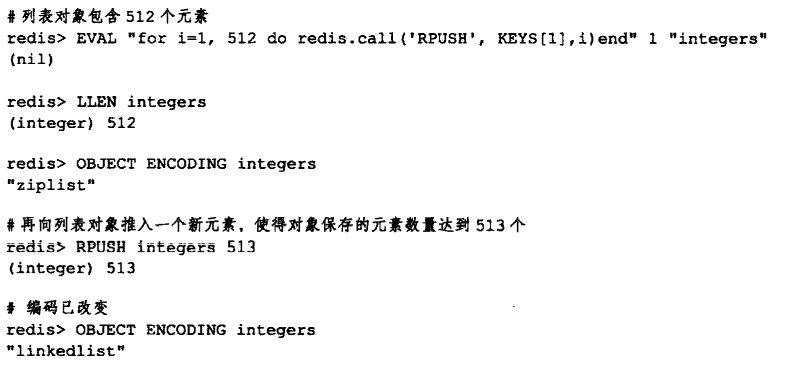 # 列表对象包含 512 个元素
redis> EVAL "for i=1, 512 do redis.call('RPUSH', KEYS[1],i)end" 1 "integers"
(nil)
redis> LLEN integers
(integer) 512
redis> OBJECT ENCODING integers
"ziplist"
# 再向列表对象推入一个新元素，使得对象保存的元素数量达到 513 个
redis> RPUSH integers 513
(integer) 513
# 编码已改变
redis> OBJECT ENCODING integers
"linkedlist"